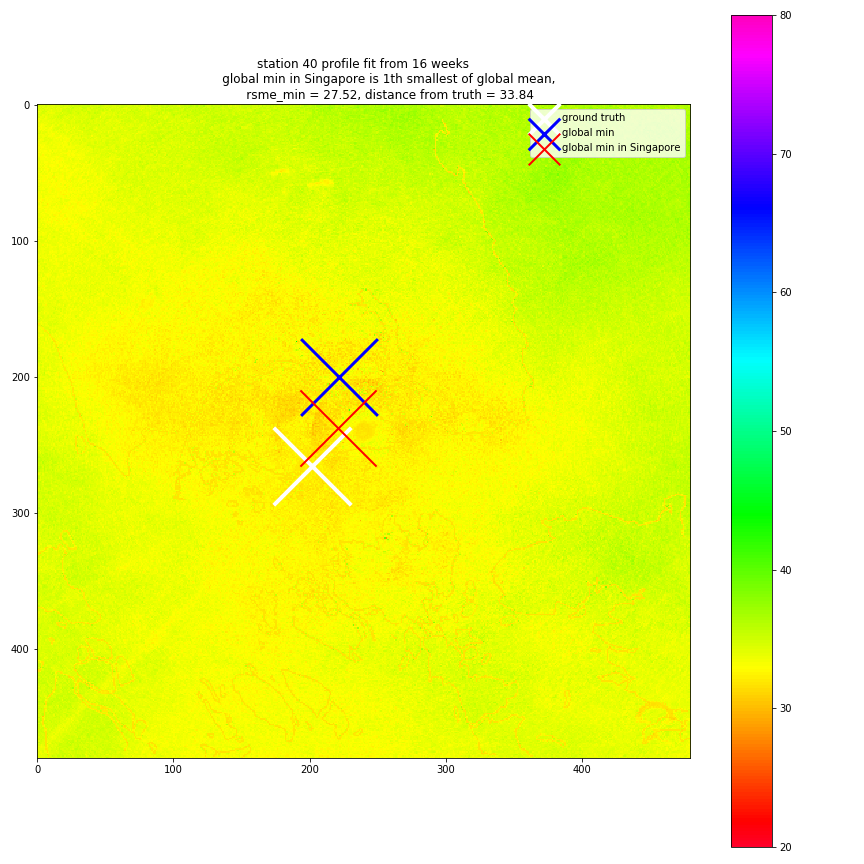 station 40 profile fit from 16 weeks
global min in Singapore is 1th smallest of global mean,
rsme_min = 27.52, distance from truth = 33.84
ground truth
global min
global min in Singapore
0
100
200
300
400
0
100
200
300
400
80
70
60
50
40
30
20